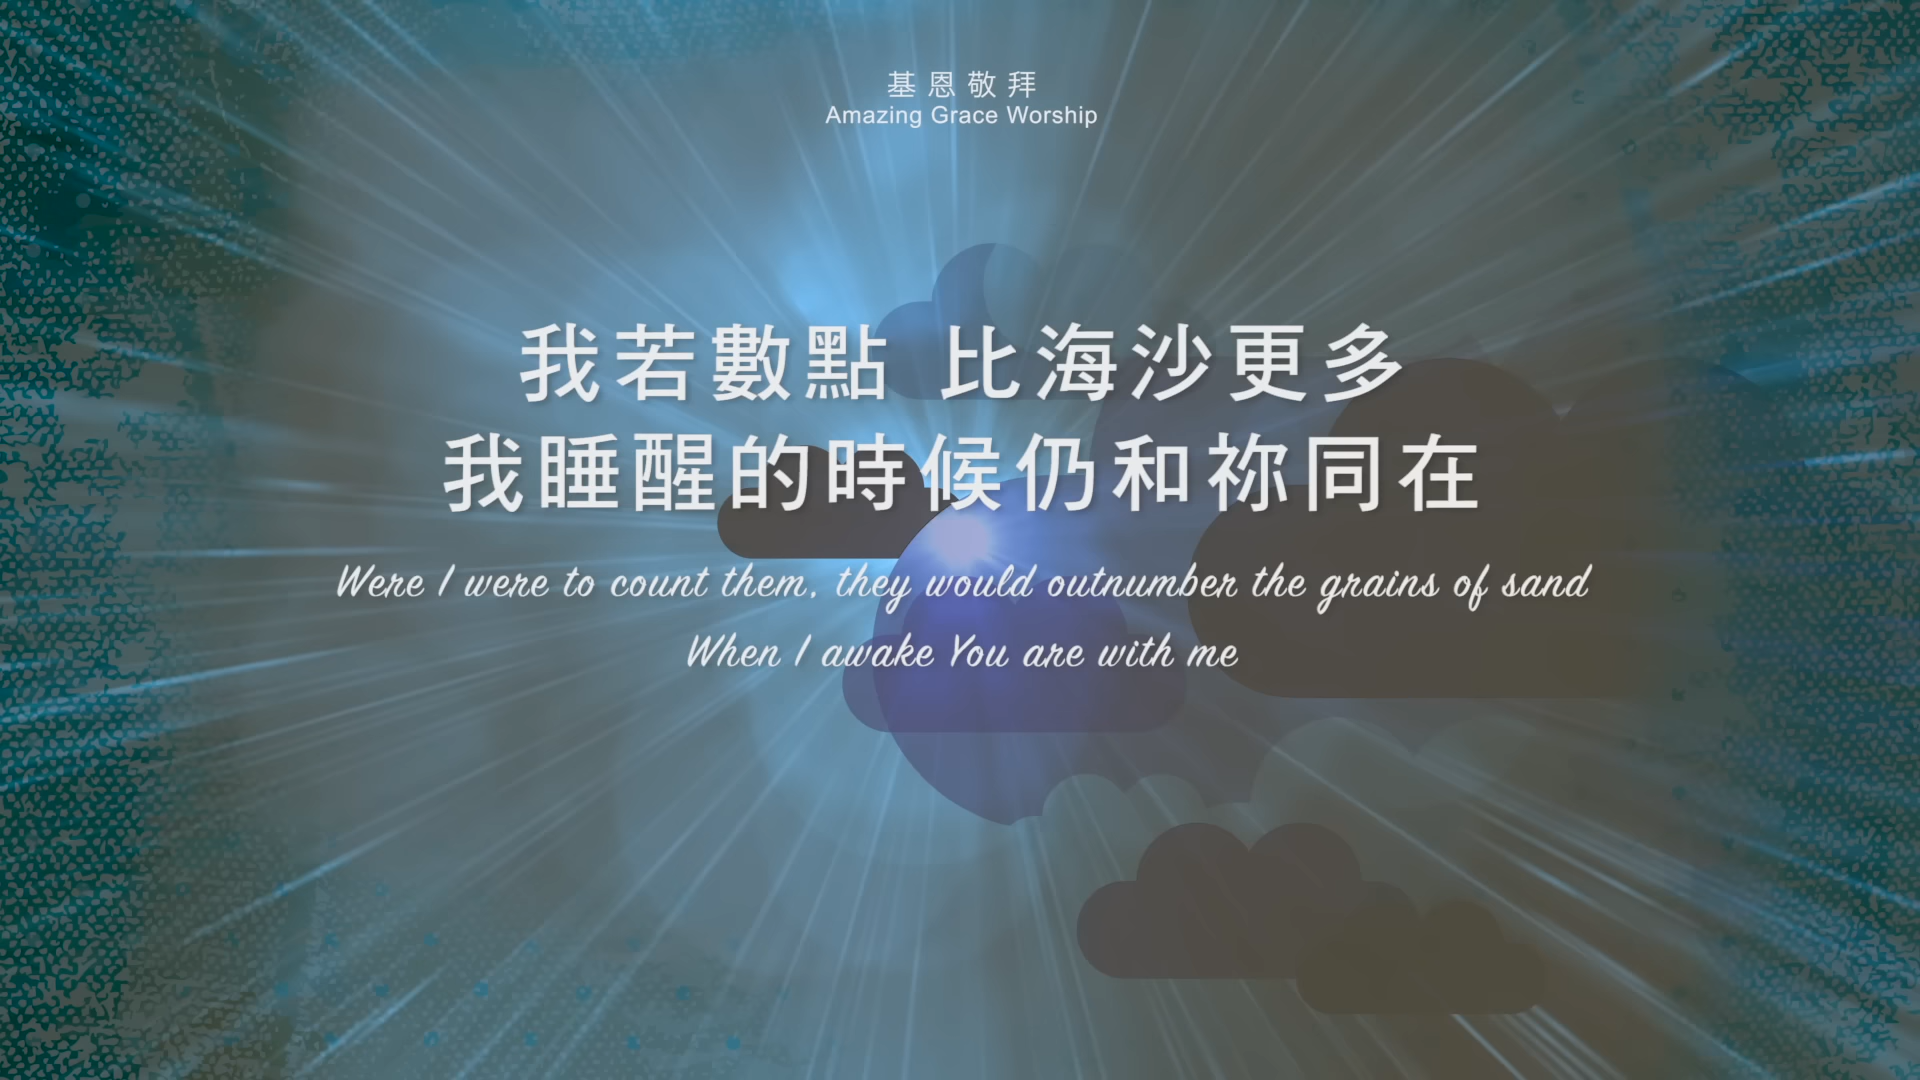 基恩敬拜
Amazing Grace Worship
我若數點 比海沙更多
我睡醒的時候仍和祢同在
Were I were to count them, they would outnumber the grains of sand
When I awake You are with me